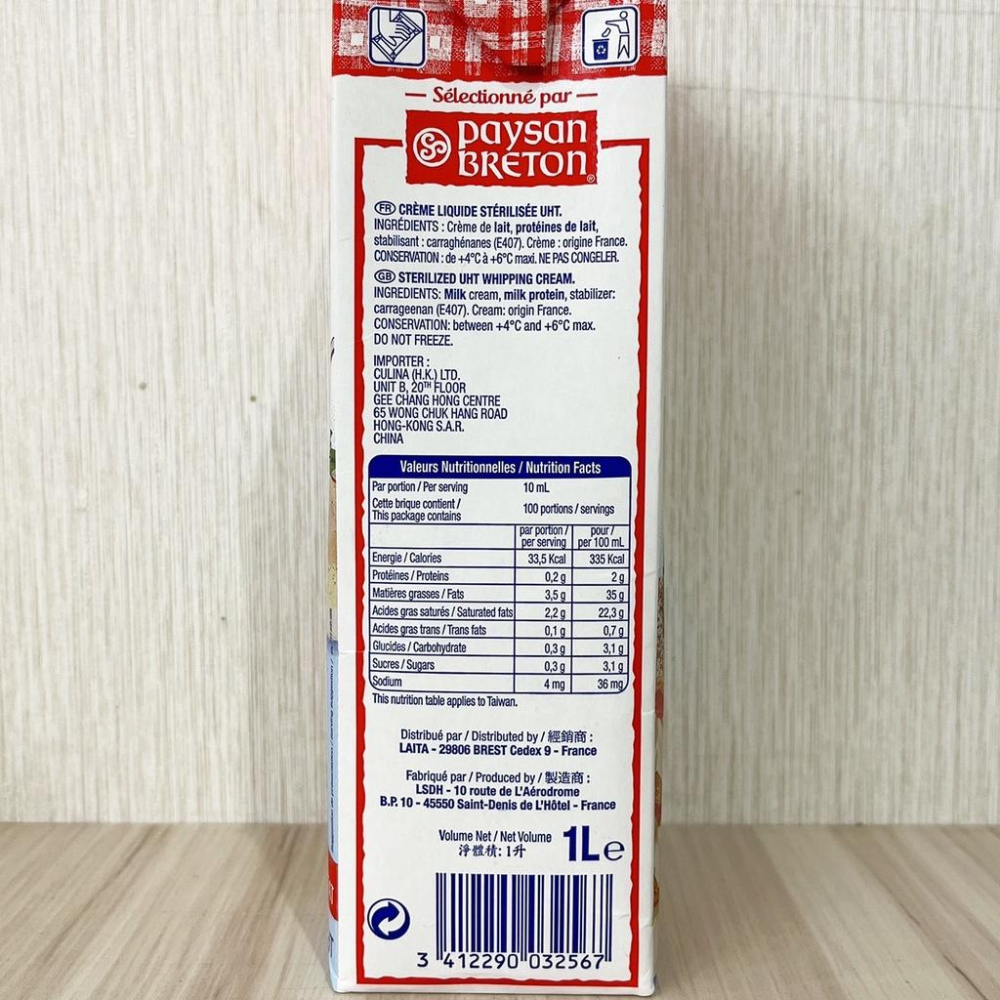 Sélectionné par
paysan
BRETON
®
FR CRÈME LIQUIDE STÉRILISÉE UHT.
INGRÉDIENTS : Crème de lait, protéines de lait,
stabilisant : carraghénanes (E407). Crème : origine France.
CONSERVATION : de +4°C à +6°C maxi. NE PAS CONGELER.
GB STERILIZED UHT WHIPPING CREAM.
INGREDIENTS: Milk cream, milk protein, stabilizer:
carrageenan (E407). Cream: origin France.
CONSERVATION: between +4°C and +6°C max.
DO NOT FREEZE.
IMPORTER :
CULINA (H.K.) LTD.
UNIT B, 20TH FLOOR
GEE CHANG HONG CENTRE
65 WONG CHUK HANG ROAD
HONG-KONG S.A.R.
CHINA
Valeurs Nutritionnelles / Nutrition Facts
Par portion / Per serving 10 mL
Cette brique contient /
This package contains 100 portions / servings
par portion / pour /
per serving per 100 mL
Energie / Calories 33,5 Kcal 335 Kcal
Protéines / Proteins 0,2 g 2 g
Matières grasses / Fats 3,5 g 35 g
Acides gras saturés / Saturated fats 2,2 g 22,3 g
Acides gras trans / Trans fats 0,1 g 0,7 g
Glucides / Carbohydrate 0,3 g 3,1 g
Sucres / Sugars 0,3 g 3,1 g
Sodium 4 mg 36 mg
This nutrition table applies to Taiwan.
Distribué par / Distributed by / 經銷商 :
LAITA - 29806 BREST Cedex 9 - France
Fabriqué par / Produced by / 製造商 :
LSDH - 10 route de L'Aérodrome
B.P. 10 - 45550 Saint-Denis de L'Hôtel - France
Volume Net / Net Volume 1L e
淨體積: 1升
3 412290 032567